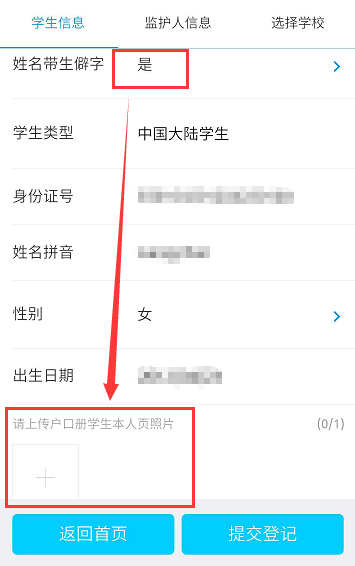 学生信息 监护人信息 选择学校
姓名带生僻字 是
学生类型 中国大陆学生
身份证号
姓名拼音
性别 女
出生日期
请上传户口册学生本人页照片 (0/1)
返回首页 提交登记